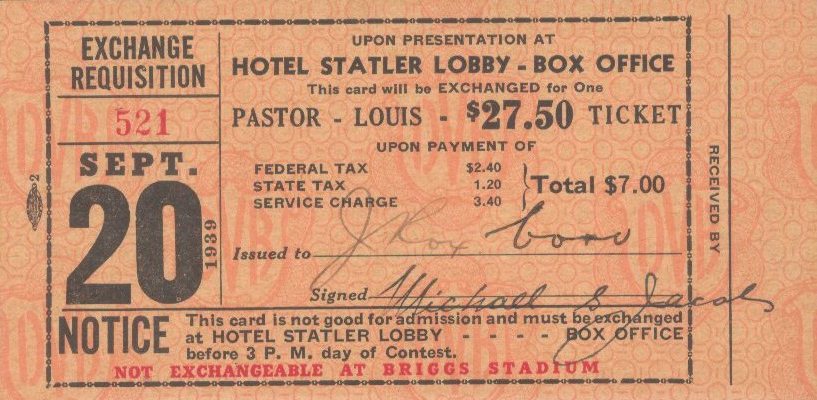 EXCHANGE
REQUISITION
521
SEPT.
20
1939
UPON PRESENTATION AT
HOTEL STATLER LOBBY - BOX OFFICE
This card will be EXCHANGED for One
PASTOR - LOUIS - $27.50 TICKET
UPON PAYMENT OF
FEDERAL TAX $2.40
STATE TAX 1.20
SERVICE CHARGE 3.40
Total $7.00
Issued to J Rox
Signed Michael S Jacobs
NOTICE
This card is not good for admission and must be exchanged
at HOTEL STATLER LOBBY - - - - BOX OFFICE
before 3 P. M. day of Contest.
NOT EXCHANGEABLE AT BRIGGS STADIUM
RECEIVED BY
2